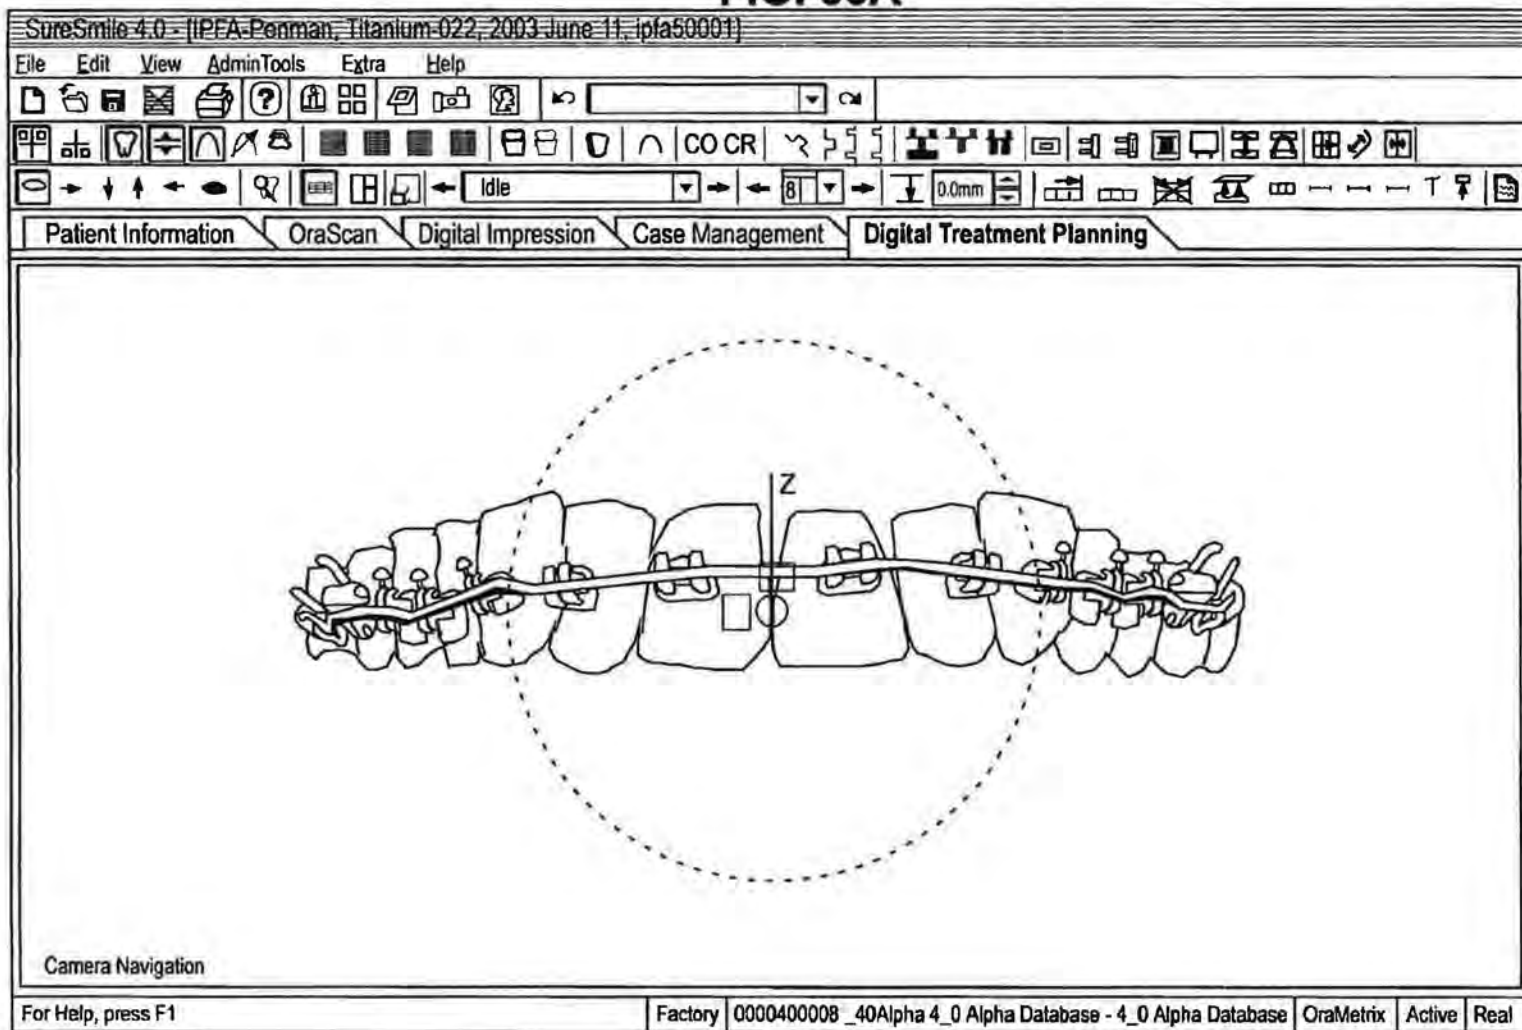 SureSmile 4.0 - [IPFA-Penman, Titanium-022, 2003 June 11, ipfa50001]
File Edit View AdminTools Extra Help
CO CR
Idle 8 0.0mm
Patient Information OraScan Digital Impression Case Management Digital Treatment Planning
Z
Camera Navigation
For Help, press F1 Factory 0000400008 _40Alpha 4_0 Alpha Database - 4_0 Alpha Database OraMetrix Active Real